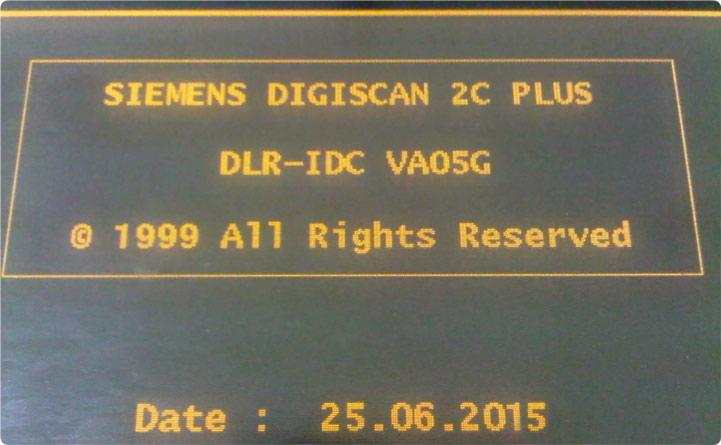 SIEMENS DIGISCAN 2C PLUS
DLR-IDC VA05G
© 1999 All Rights Reserved
Date : 25.06.2015